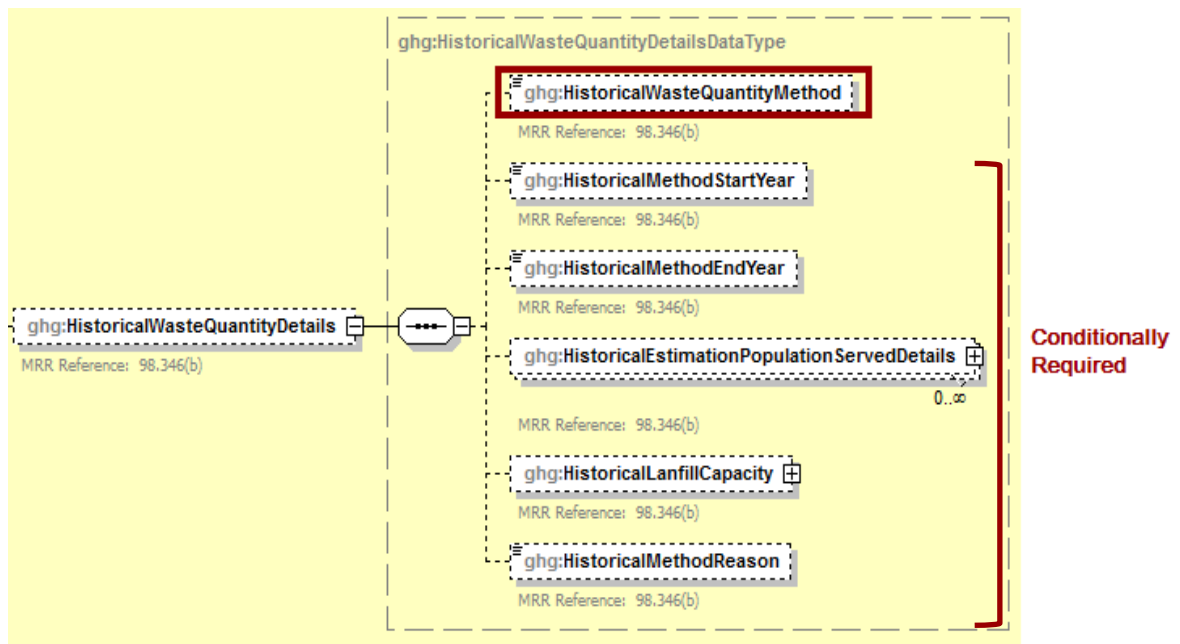 ghg:HistoricalWasteQuantityDetailsDataType
ghg:HistoricalWasteQuantityMethod
MRR Reference: 98.346(b)
ghg:HistoricalMethodStartYear
MRR Reference: 98.346(b)
ghg:HistoricalMethodEndYear
MRR Reference: 98.346(b)
ghg:HistoricalWasteQuantityDetails
MRR Reference: 98.346(b)
ghg:HistoricalEstimationPopulationServedDetails
0..∞
MRR Reference: 98.346(b)
ghg:HistoricalLanfillCapacity
MRR Reference: 98.346(b)
ghg:HistoricalMethodReason
MRR Reference: 98.346(b)
Conditionally
Required